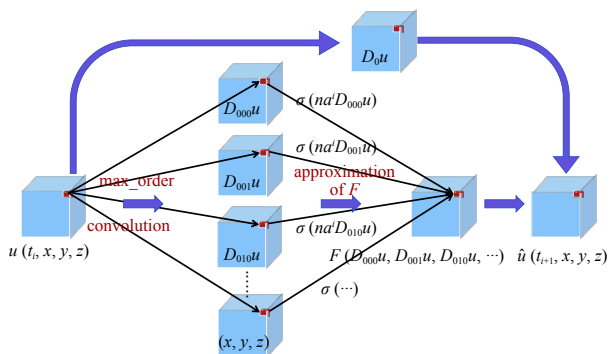 D₀u
D₀₀₀u
σ (naⁱD₀₀₀u)
D₀₀₁u
σ (naⁱD₀₀₁u)
max_order
approximation
of F
convolution
D₀₁₀u
σ (naⁱD₀₁₀u)
u (tᵢ, x, y, z)
F (D₀₀₀u, D₀₀₁u, D₀₁₀u, ···)
û (tᵢ₊₁, x, y, z)
σ (···)
(x, y, z)